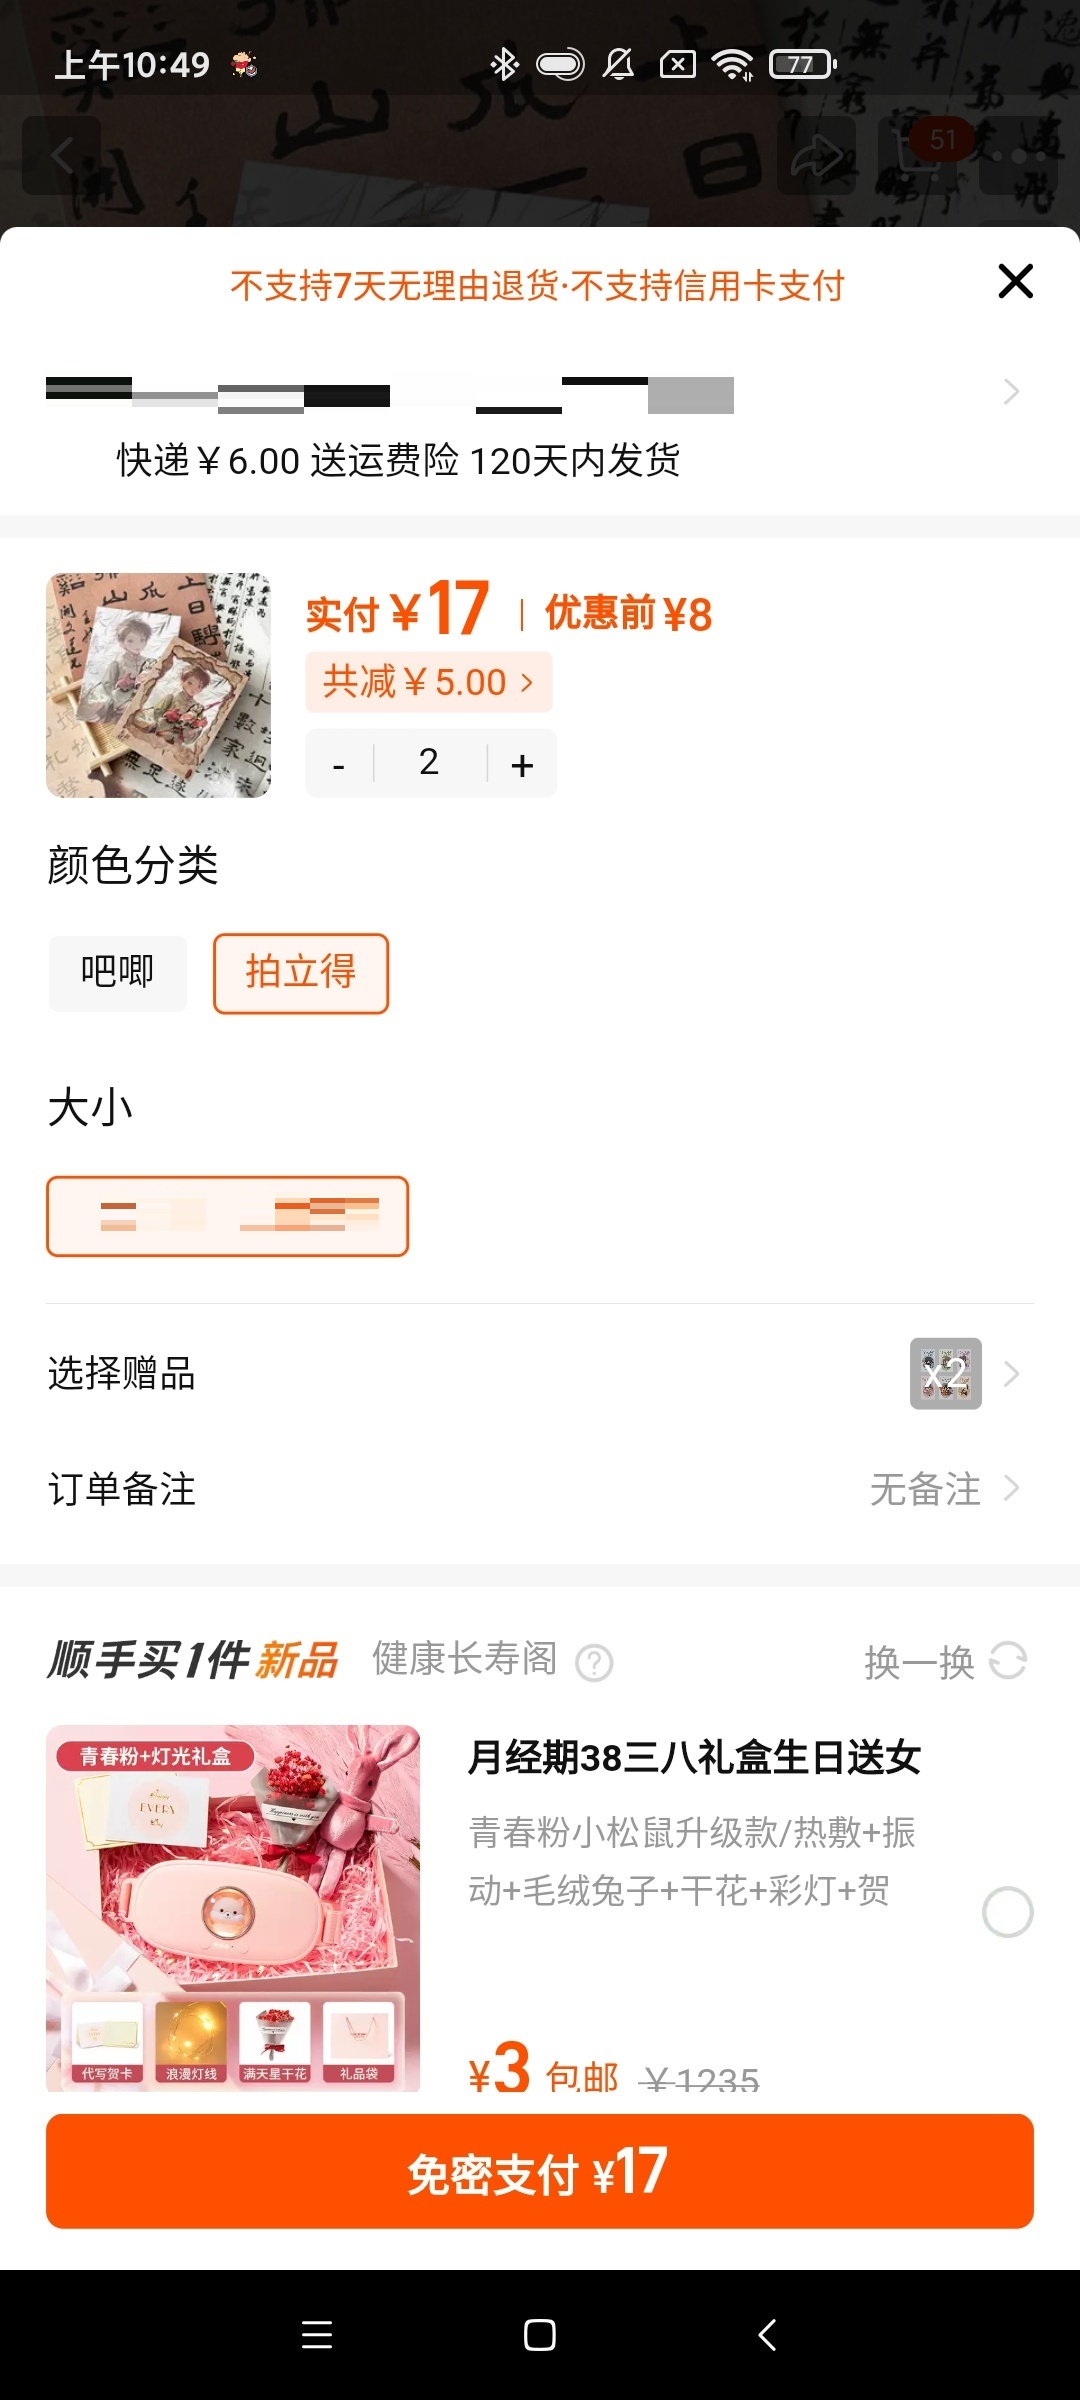 上午10:49
77
51
不支持7天无理由退货·不支持信用卡支付
快递￥6.00 送运费险 120天内发货
实付￥17 | 优惠前¥8
共减￥5.00 >
- 2 +
颜色分类
吧唧 拍立得
大小
选择赠品 x2
订单备注 无备注
顺手买1件 新品 健康长寿阁 ? 换一换
青春粉+灯光礼盒
EVERA
月经期38三八礼盒生日送女
青春粉小松鼠升级款/热敷+振
动+毛绒兔子+干花+彩灯+贺
代写贺卡 浪漫灯线 满天星干花 礼品袋
¥3 包邮 ￥1235
免密支付 ¥17